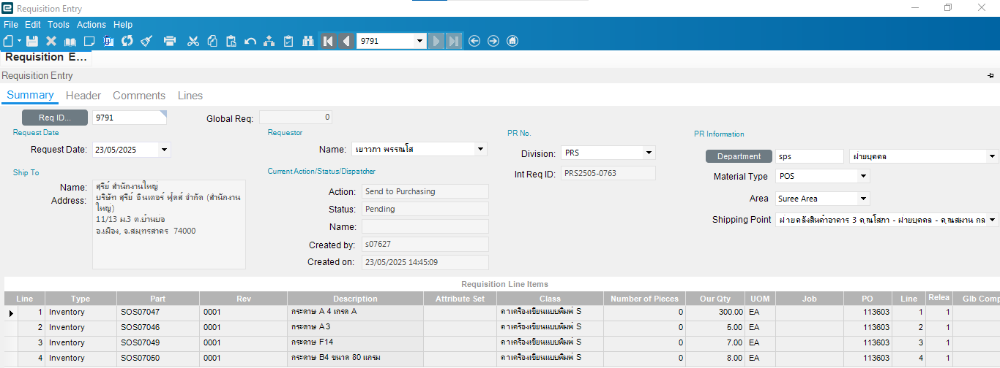 Requisition Entry
File Edit Tools Actions Help
9791
Requisition E...
Requisition Entry
Summary Header Comments Lines
Req ID... 9791 Global Req: 0
Request Date Requestor PR No. PR Information
Request Date: 23/05/2025 Name: เยาวภา พรรณโส Division: PRS Department sps ฝ่ายบุคคล
Int Req ID: PRS2505-0763 Material Type POS
Ship To Current Action/Status/Dispatcher
Name: สุรีย์ สำนักงานใหญ่
Address: บริษัท สุรีย์ อินเตอร์ ฟู้ดส์ จำกัด (สำนักงาน
ใหญ่)
11/13 ม.3 ต.บ้านบ่อ
อ.เมือง, จ.สมุทรสาคร 74000
Action: Send to Purchasing Area Suree Area
Status: Pending Shipping Point ฝ่ายคลังสินค้าอาคาร 3 คุณโสภา - ฝ่ายบุคคล - คุณสมาน กล
Name:
Created by: s07627
Created on: 23/05/2025 14:45:09
Requisition Line Items
Line Type Part Rev Description Attribute Set Class Number of Pieces Our Qty UOM Job PO Line Relea Glb Comp
1 Inventory SOS07047 0001 กระดาษ A 4 เกรด A ค่าเครื่องเขียนแบบพิมพ์ S 0 300.00 EA 113603 1 1
2 Inventory SOS07046 0001 กระดาษ A 3 ค่าเครื่องเขียนแบบพิมพ์ S 0 5.00 EA 113603 2 1
3 Inventory SOS07049 0001 กระดาษ F14 ค่าเครื่องเขียนแบบพิมพ์ S 0 7.00 EA 113603 3 1
4 Inventory SOS07050 0001 กระดาษ B4 ขนาด 80 แกรม ค่าเครื่องเขียนแบบพิมพ์ S 0 8.00 EA 113603 4 1